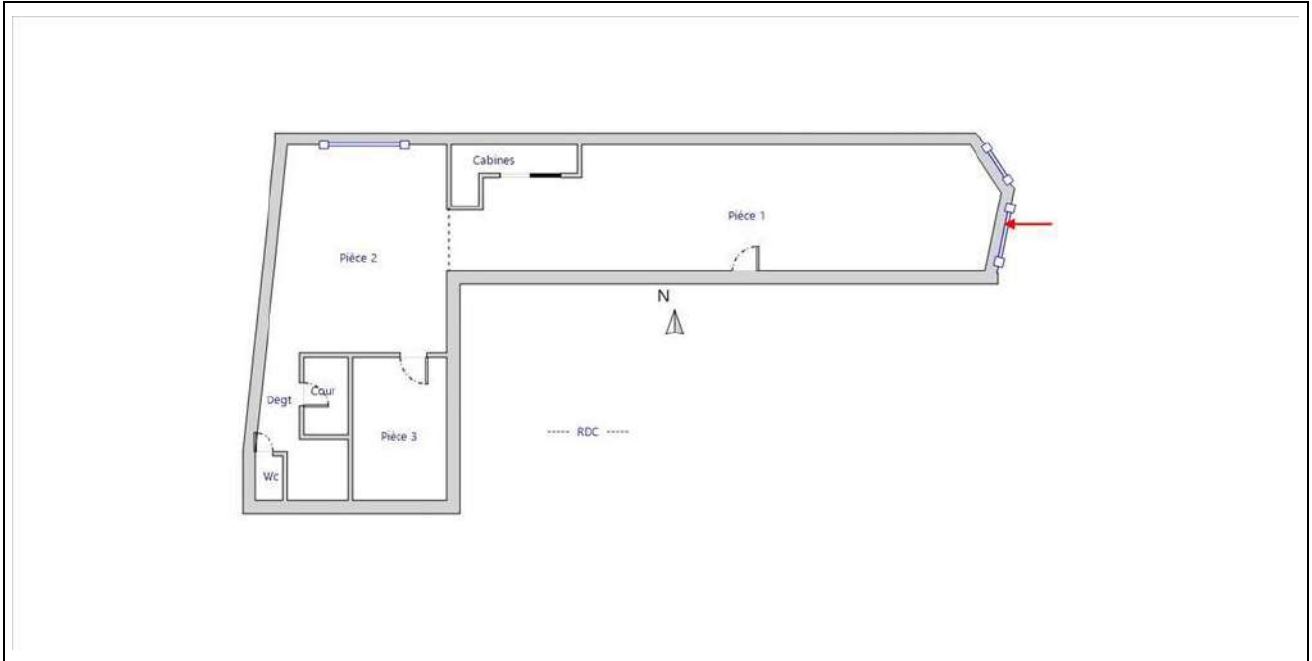 Cabines
Pièce 1
Pièce 2
N
Cour
Degt
Pièce 3
----- RDC -----
Wc